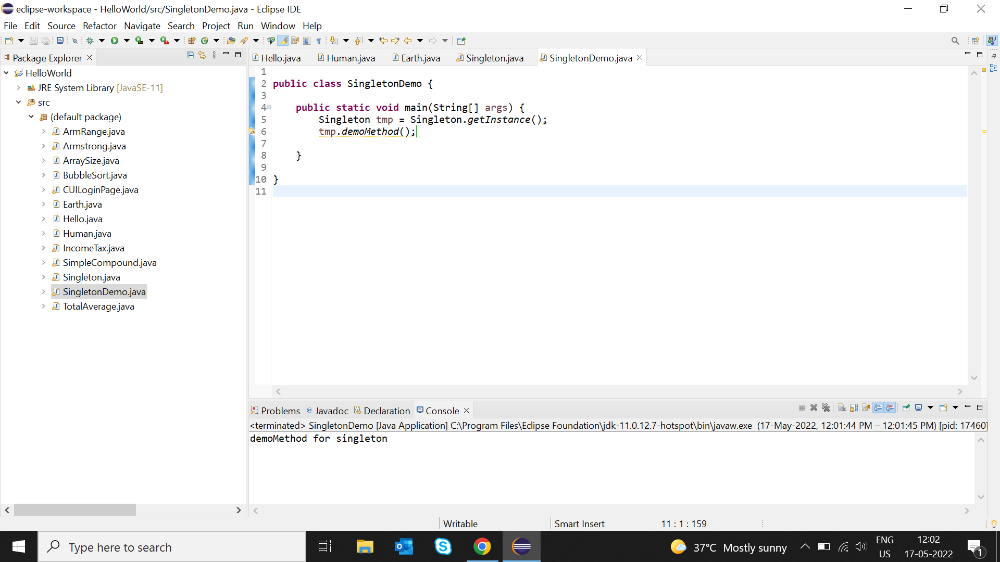 eclipse-workspace - HelloWorld/src/SingletonDemo.java - Eclipse IDE
File Edit Source Refactor Navigate Search Project Run Window Help
Package Explorer
HelloWorld
JRE System Library [JavaSE-11]
src
(default package)
ArmRange.java
Armstrong.java
ArraySize.java
BubbleSort.java
CUILoginPage.java
Earth.java
Hello.java
Human.java
IncomeTax.java
SimpleCompound.java
Singleton.java
SingletonDemo.java
TotalAverage.java
Hello.java Human.java Earth.java Singleton.java SingletonDemo.java
1
2 public class SingletonDemo {
3
4 public static void main(String[] args) {
5 Singleton tmp = Singleton.getInstance();
6 tmp.demoMethod();
7
8 }
9
10 }
11
Problems Javadoc Declaration Console
<terminated> SingletonDemo [Java Application] C:\Program Files\Eclipse Foundation\jdk-11.0.12.7-hotspot\bin\javaw.exe (17-May-2022, 12:01:44 PM – 12:01:45 PM) [pid: 17460]
demoMethod for singleton
Writable Smart Insert 11 : 1 : 159
Type here to search
37°C Mostly sunny
ENG
US
12:02
17-05-2022
1